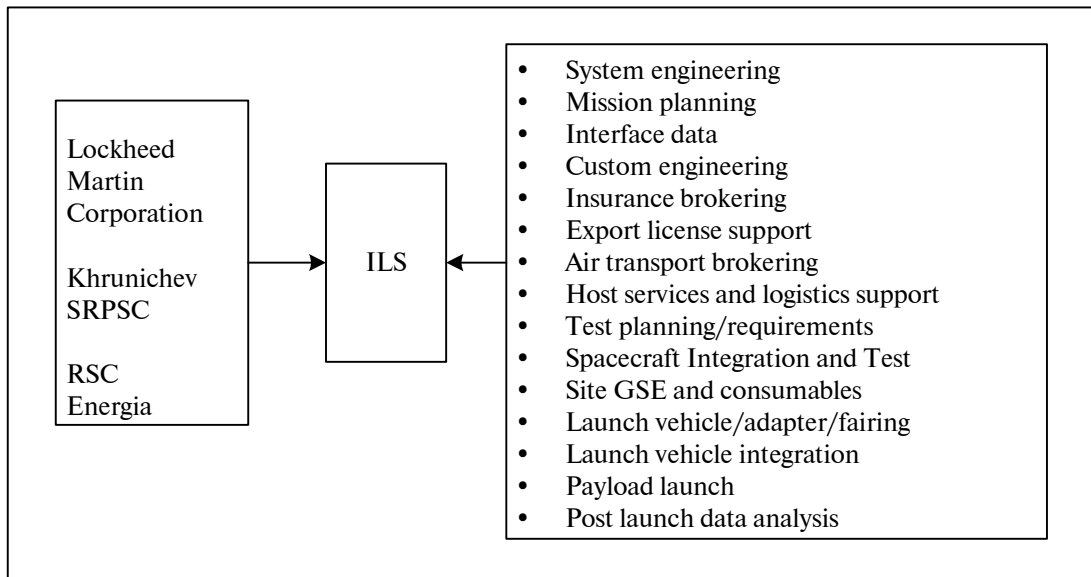 Lockheed
Martin
Corporation
Khrunichev
SRPSC
RSC
Energia
ILS
• System engineering
• Mission planning
• Interface data
• Custom engineering
• Insurance brokering
• Export license support
• Air transport brokering
• Host services and logistics support
• Test planning/requirements
• Spacecraft Integration and Test
• Site GSE and consumables
• Launch vehicle/adapter/fairing
• Launch vehicle integration
• Payload launch
• Post launch data analysis